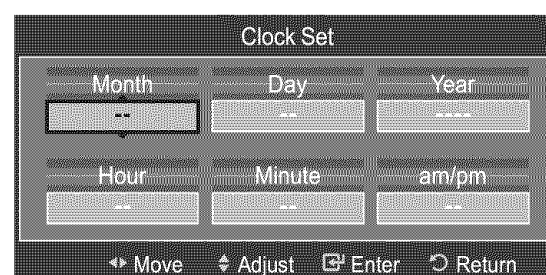 Clock Set
Month Day Year
-- -- ----
Hour Minute am/pm
-- -- --
Move Adjust Enter Return